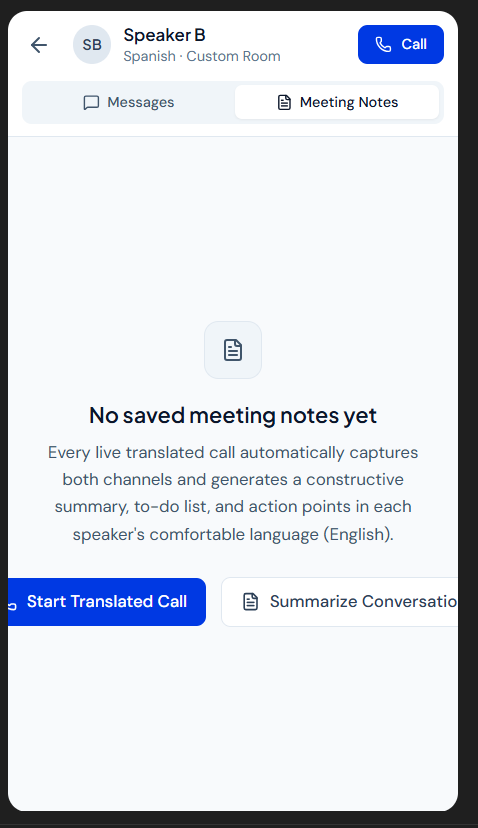 SB
Speaker B
Spanish · Custom Room
Call
Messages
Meeting Notes
No saved meeting notes yet
Every live translated call automatically captures
both channels and generates a constructive
summary, to-do list, and action points in each
speaker's comfortable language (English).
Start Translated Call
Summarize Conversatio